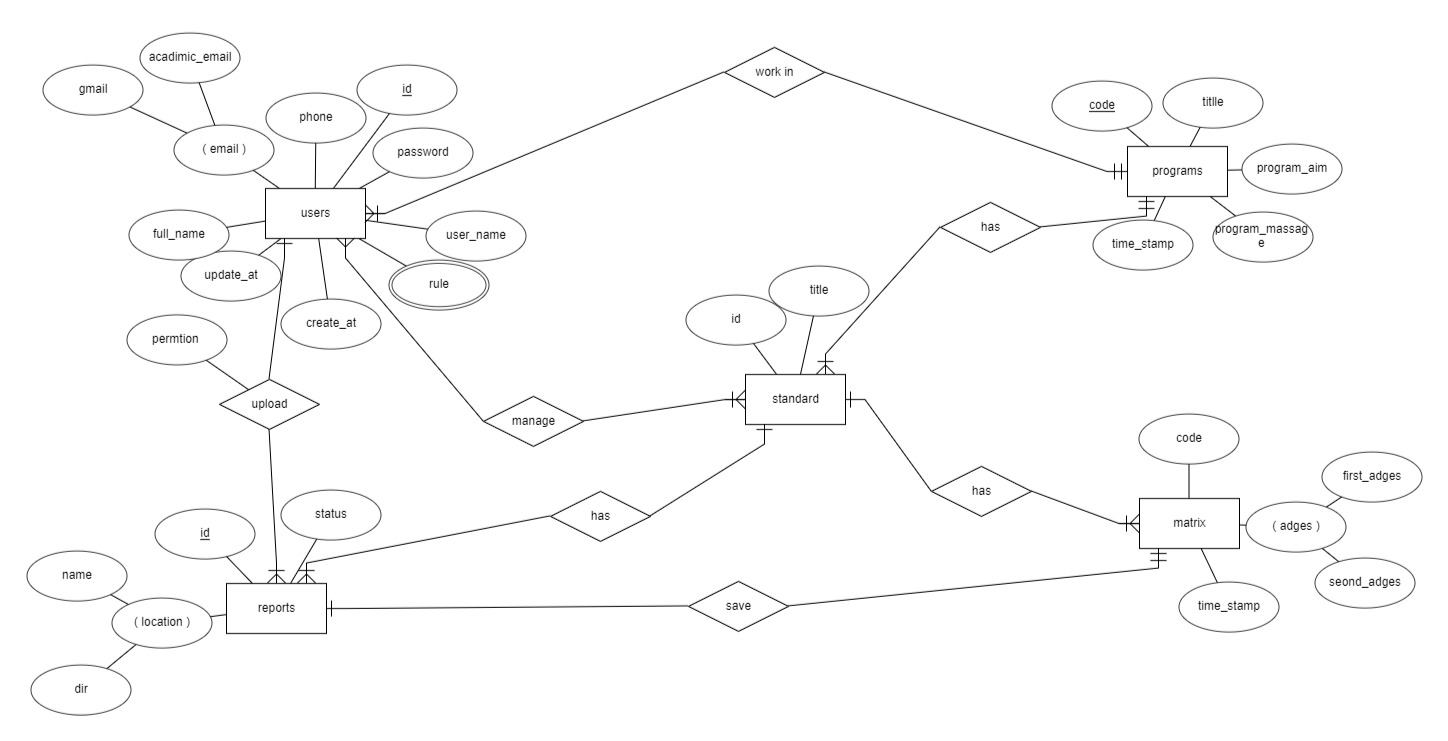 acadimic_email
gmail
id
phone
( email )
password
users
full_name
user_name
update_at
rule
create_at
work in
code
titlle
programs
program_aim
program_massag
e
time_stamp
has
title
id
standard
permtion
upload
manage
has
has
code
first_adges
matrix
( adges )
seond_adges
time_stamp
status
id
name
reports
( location )
dir
save